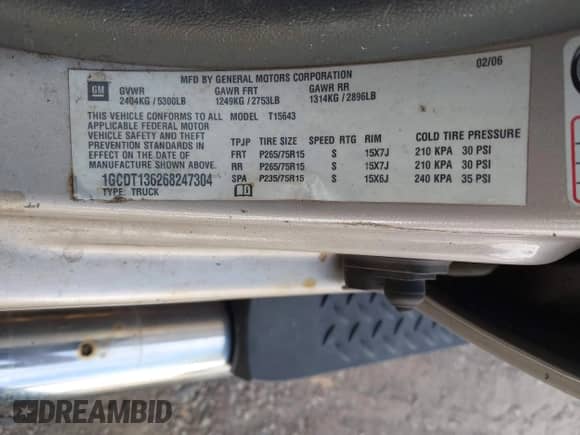 MFD BY GENERAL MOTORS CORPORATION
02/06
GM
GVWR GAWR FRT GAWR RR
2404KG / 5300LB 1249KG / 2753LB 1314KG / 2896LB
THIS VEHICLE CONFORMS TO ALL
APPLICABLE FEDERAL MOTOR
VEHICLE SAFETY AND THEFT
PREVENTION STANDARDS IN
EFFECT ON THE DATE OF
MANUFACTURE SHOWN ABOVE.
1GCDT136268247304
TYPE: TRUCK
MODEL T15643
TPJP TIRE SIZE SPEED RTG RIM COLD TIRE PRESSURE
FRT P265/75R15 S 15X7J 210 KPA 30 PSI
RR P265/75R15 S 15X7J 210 KPA 30 PSI
SPA P235/75R15 S 15X6J 240 KPA 35 PSI
DREAMBID